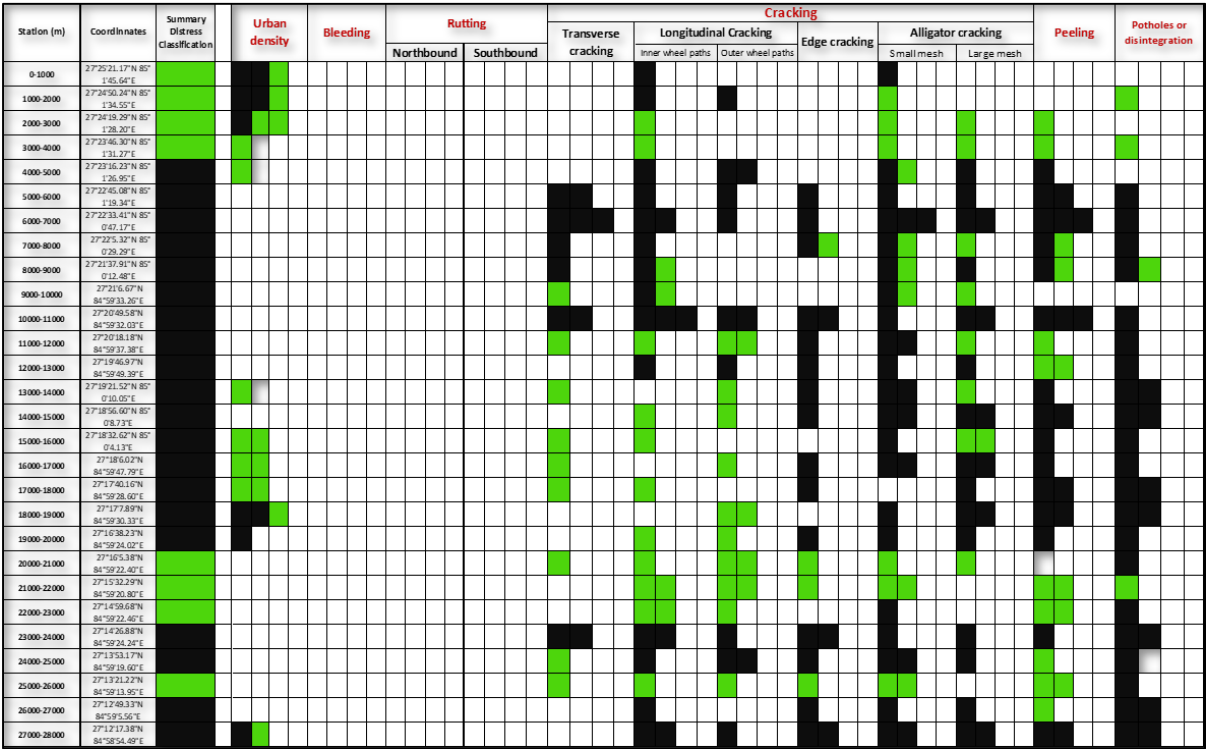 Station (m) Coordinnates Summary Distress Classification Urban density Bleeding Rutting Cracking Peeling Potholes or disintegration
Northbound Southbound Transverse cracking Longitudinal Cracking Edge cracking Alligator cracking
Inner wheel paths Outer wheel paths Small mesh Large mesh
0-1000 27°25'21.17"N 85°
1'45.64"E
1000-2000 27°24'50.24"N 85°
1'34.55"E
2000-3000 27°24'19.29"N 85°
1'28.20"E
3000-4000 27°23'46.30"N 85°
1'31.27"E
4000-5000 27°23'16.23"N 85°
1'26.95"E
5000-6000 27°22'45.08"N 85°
1'19.34"E
6000-7000 27°22'33.41"N 85°
0'47.17"E
7000-8000 27°22'5.32"N 85°
0'29.29"E
8000-9000 27°21'37.91"N 85°
0'12.48"E
9000-10000 27°21'6.67"N
84°59'33.26"E
10000-11000 27°20'49.58"N
84°59'32.03"E
11000-12000 27°20'18.18"N
84°59'37.38"E
12000-13000 27°19'46.97"N
84°59'49.39"E
13000-14000 27°19'21.52"N 85°
0'10.05"E
14000-15000 27°18'56.60"N 85°
0'8.73"E
15000-16000 27°18'32.62"N 85°
0'4.13"E
16000-17000 27°18'6.02"N
84°59'47.79"E
17000-18000 27°17'40.16"N
84°59'28.60"E
18000-19000 27°17'7.89"N
84°59'30.33"E
19000-20000 27°16'38.23"N
84°59'24.02"E
20000-21000 27°16'5.38"N
84°59'22.40"E
21000-22000 27°15'32.29"N
84°59'20.80"E
22000-23000 27°14'59.68"N
84°59'22.46"E
23000-24000 27°14'26.88"N
84°59'24.24"E
24000-25000 27°13'53.17"N
84°59'19.60"E
25000-26000 27°13'21.22"N
84°59'13.95"E
26000-27000 27°12'49.33"N
84°59'5.56"E
27000-28000 27°12'17.38"N
84°58'54.49"E